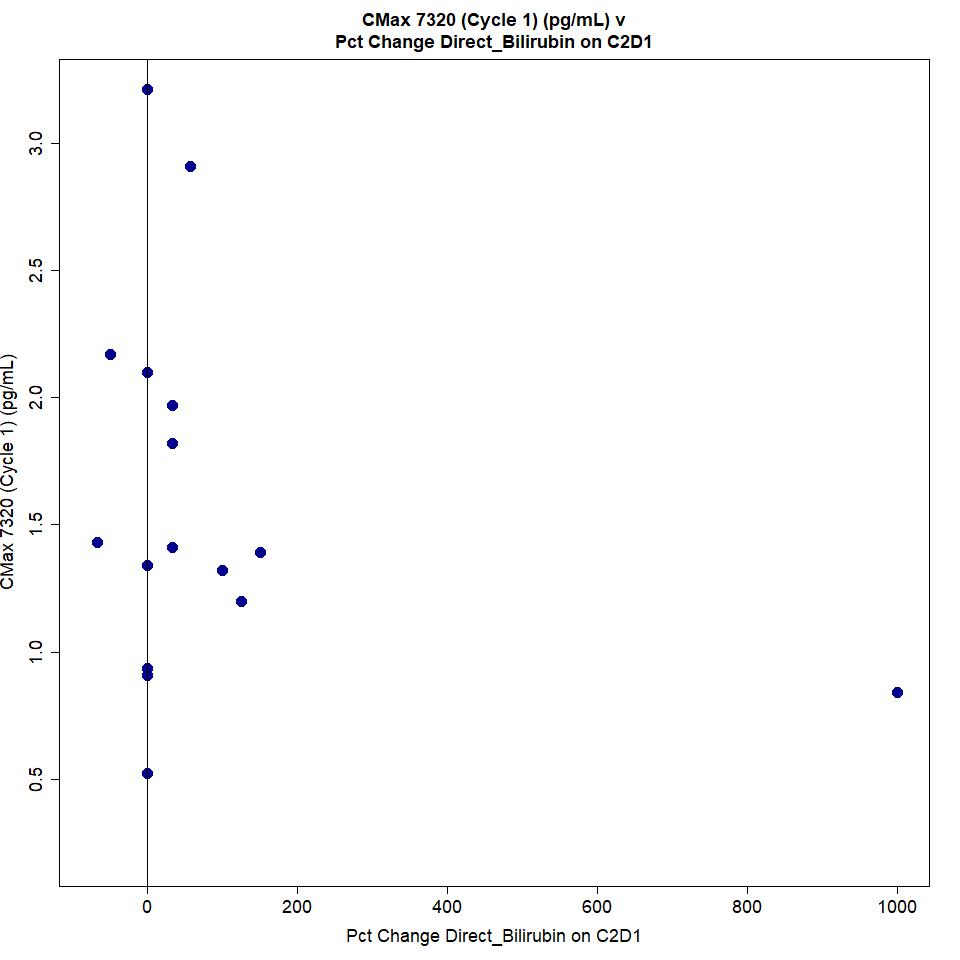 CMax 7320 (Cycle 1) (pg/mL) v
Pct Change Direct_Bilirubin on C2D1
CMax 7320 (Cycle 1) (pg/mL)
3.0
2.5
2.0
1.5
1.0
0.5
0 200 400 600 800 1000
Pct Change Direct_Bilirubin on C2D1